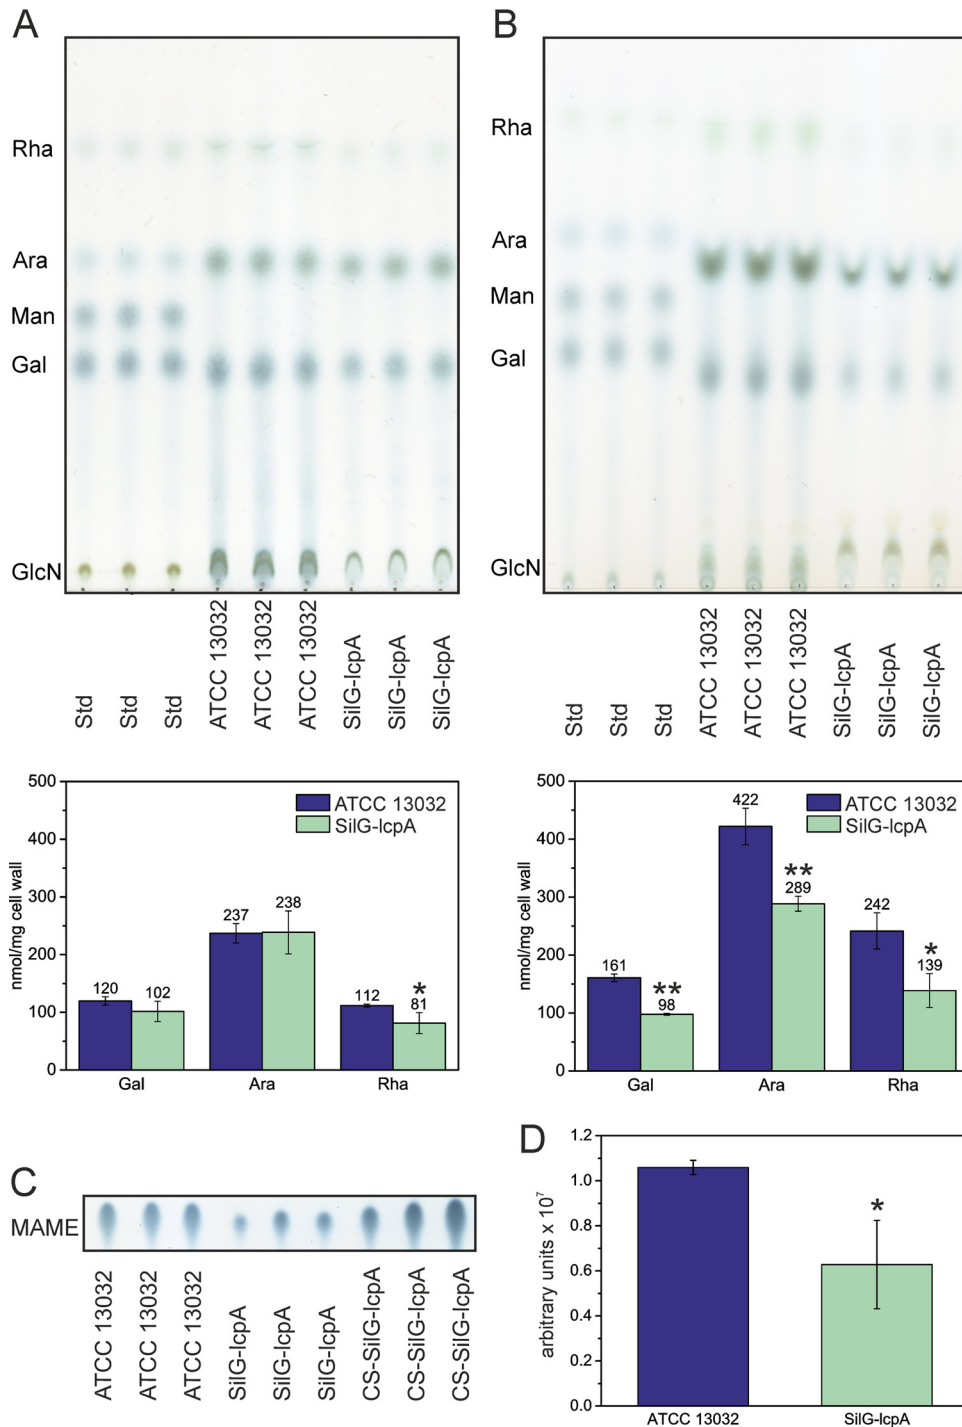 A
B
Rha
Ara
Man
Gal
GlcN
Rha
Ara
Man
Gal
GlcN
Std
Std
Std
ATCC 13032
ATCC 13032
ATCC 13032
SilG-lcpA
SilG-lcpA
SilG-lcpA
Std
Std
Std
ATCC 13032
ATCC 13032
ATCC 13032
SilG-lcpA
SilG-lcpA
SilG-lcpA
nmol/mg cell wall
500
400
300
200
100
0
ATCC 13032
SilG-lcpA
120
102
237
238
112
*
81
Gal Ara Rha
nmol/mg cell wall
500
400
300
200
100
0
ATCC 13032
SilG-lcpA
161
**
98
422
**
289
242
*
139
Gal Ara Rha
C
MAME
ATCC 13032
ATCC 13032
ATCC 13032
SilG-lcpA
SilG-lcpA
SilG-lcpA
CS-SilG-lcpA
CS-SilG-lcpA
CS-SilG-lcpA
D
arbitrary units x 10⁷
1.2
1.0
0.8
0.6
0.4
0.2
0.0
*
ATCC 13032 SilG-lcpA